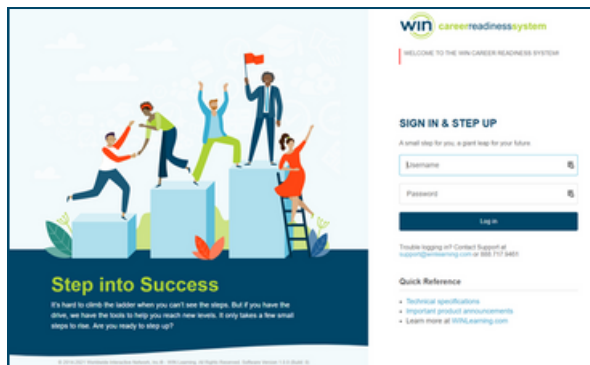 WIN careerreadinesssystem
WELCOME TO THE WIN CAREER READINESS SYSTEM!
SIGN IN & STEP UP
A small step for you, a giant leap for your future
Username
Password
Log in
Trouble logging in? Contact Support at
support@winlearning.com or 888.717.9461
Quick Reference
Technical specifications
Important product announcements
Learn more at WINLearning.com
Step into Success
It's hard to climb the ladder when you can't see the steps. But if you have the
drive, we have the tools to help you reach new levels. It only takes a few small
steps to rise. Are you ready to step up?